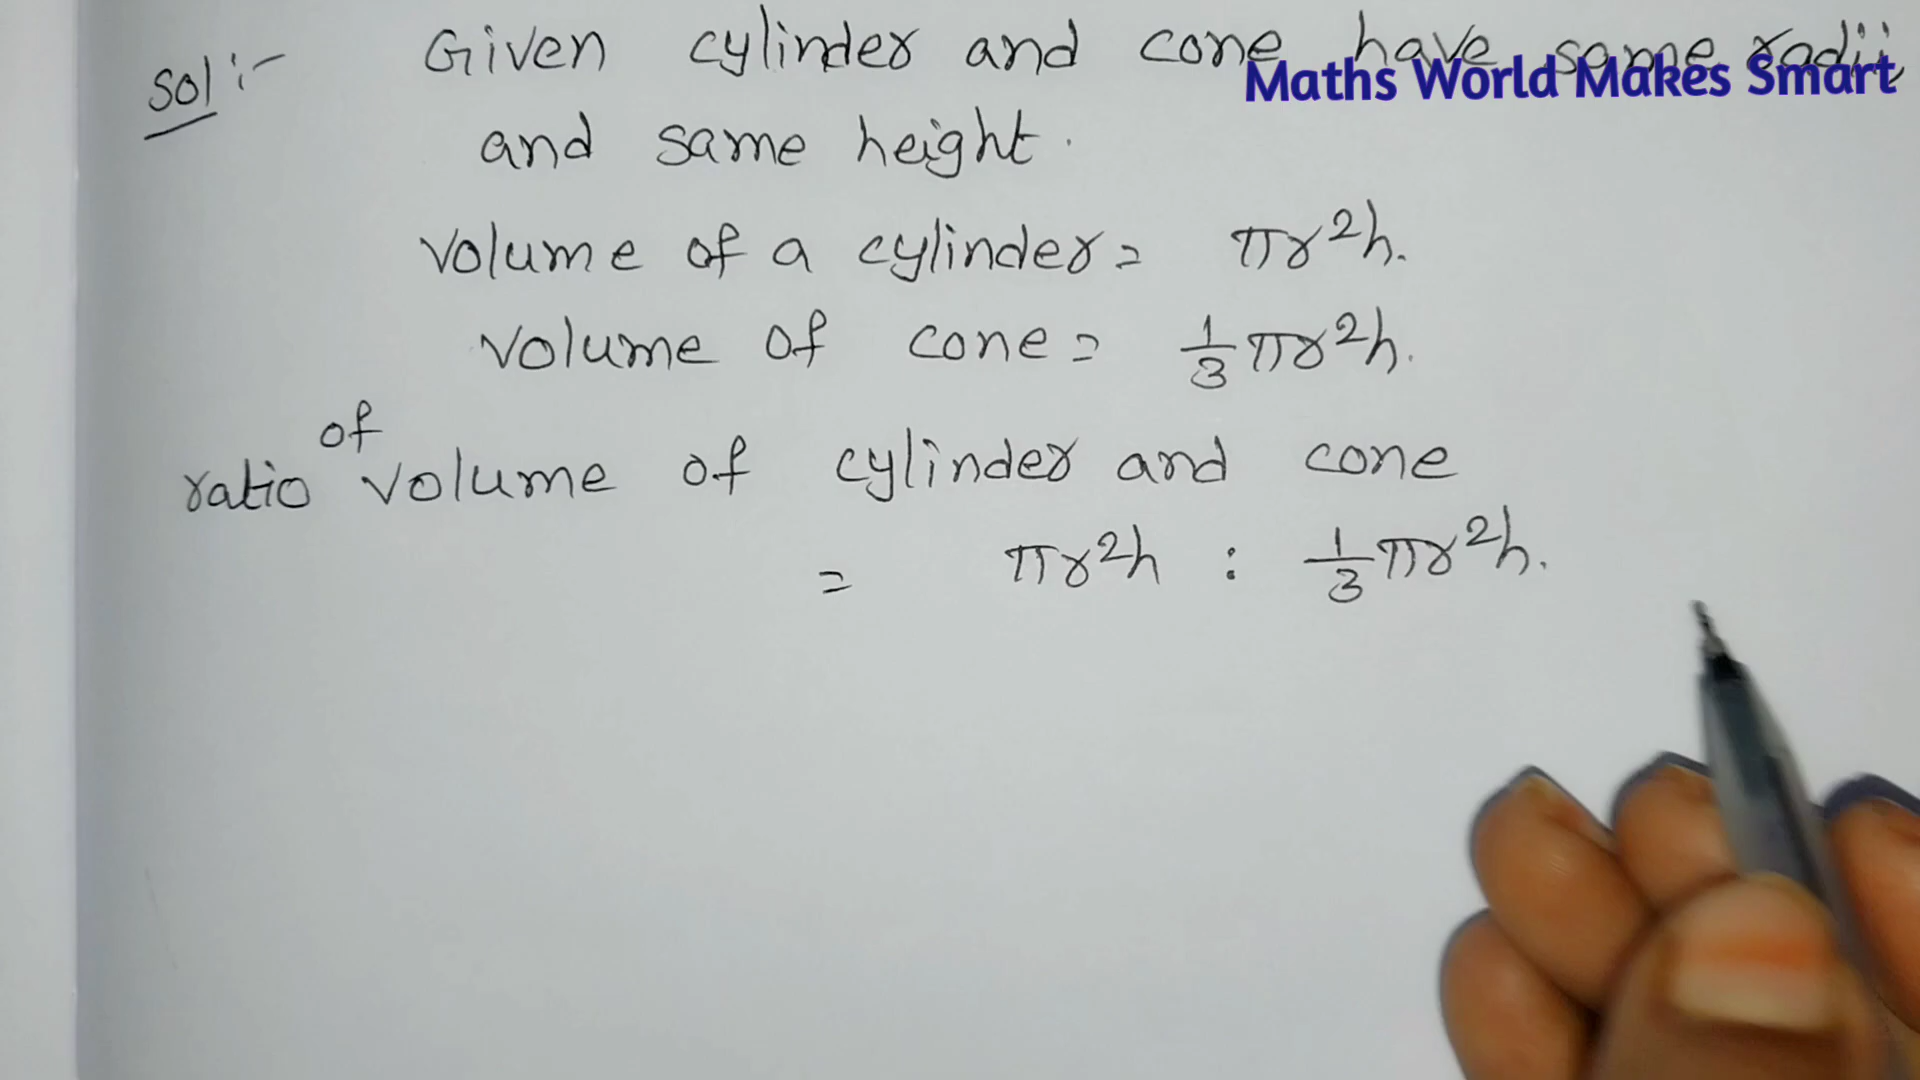 Sol:- Given cylinder and cone have same radii
Maths World Makes Smart
and same height.
Volume of a cylinder = πr²h.
Volume of cone = 1/3 πr²h.
ratio of volume of cylinder and cone
= πr²h : 1/3 πr²h.